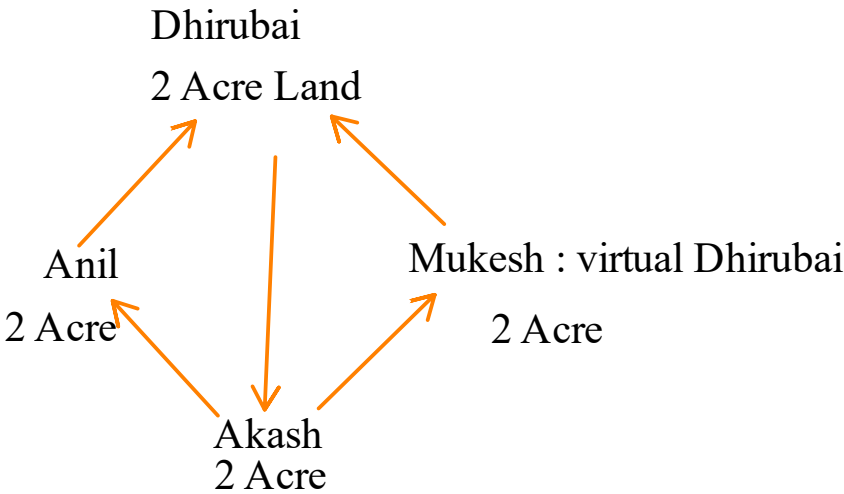 Dhirubai
2 Acre Land
Anil
Mukesh : virtual Dhirubai
2 Acre
2 Acre
Akash
2 Acre